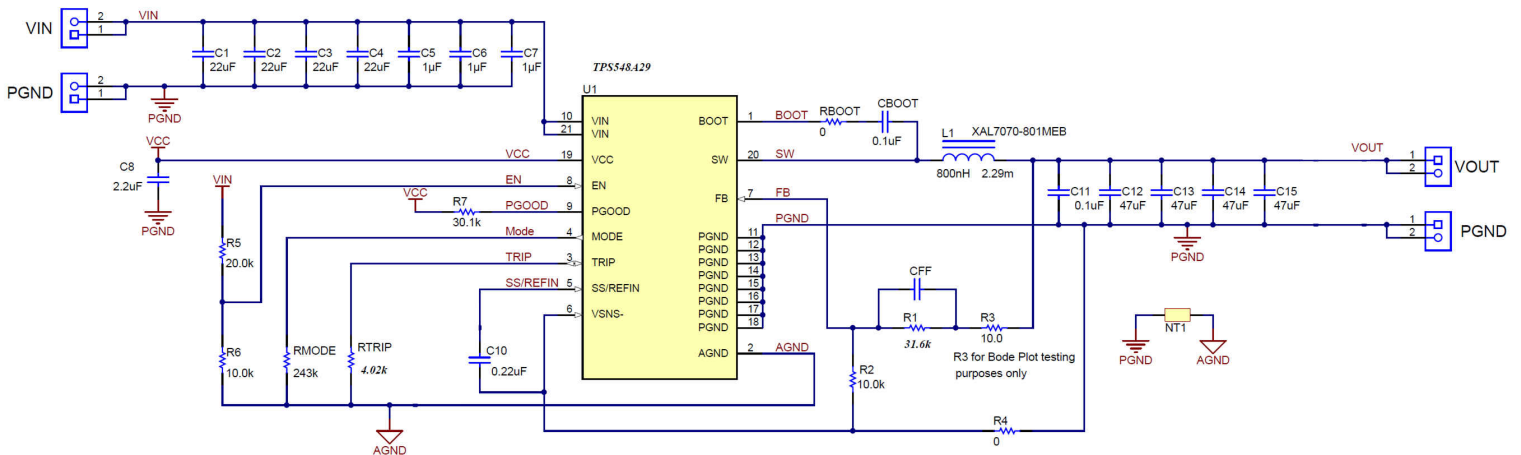 VIN
2
1
VIN
C1
22uF
C2
22uF
C3
22uF
C4
22uF
C5
1µF
C6
1µF
C7
1µF
PGND
2
1
PGND
TPS548A29
U1
10
VIN
21
VIN
19
VCC
8
EN
9
PGOOD
4
MODE
3
TRIP
5
SS/REFIN
6
VSNS-
BOOT
1
SW
20
FB
7
PGND
11
PGND
12
PGND
13
PGND
14
PGND
15
PGND
16
PGND
17
PGND
18
AGND
2
VCC
C8
2.2uF
PGND
VCC
EN
VIN
VCC
R7
30.1k
PGOOD
Mode
TRIP
SS/REFIN
R5
20.0k
R6
10.0k
RMODE
243k
RTRIP
4.02k
C10
0.22uF
AGND
BOOT
RBOOT
0
CBOOT
0.1uF
SW
L1
XAL7070-801MEB
800nH
2.29m
FB
PGND
AGND
VOUT
1
2
VOUT
C11
0.1uF
C12
47uF
C13
47uF
C14
47uF
C15
47uF
1
2
PGND
PGND
CFF
R1
31.6k
R3
10.0
R3 for Bode Plot testing
purposes only
R2
10.0k
R4
0
NT1
PGND
AGND